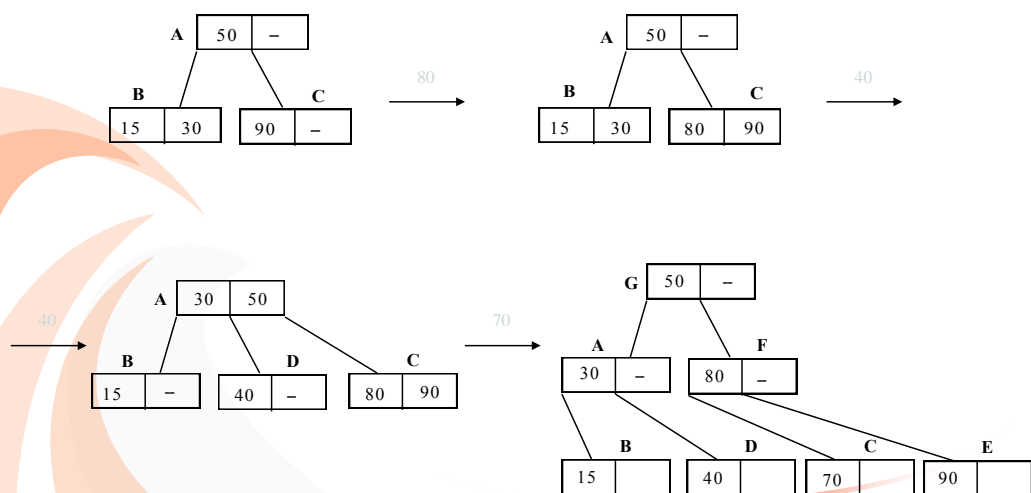 A 50 –
B C
15 30 90 –
80
A 50 –
B C
15 30 80 90
40
40
A 30 50
B D C
15 – 40 – 80 90
70
G 50 –
A F
30 – 80 –
B D C E
15 40 70 90